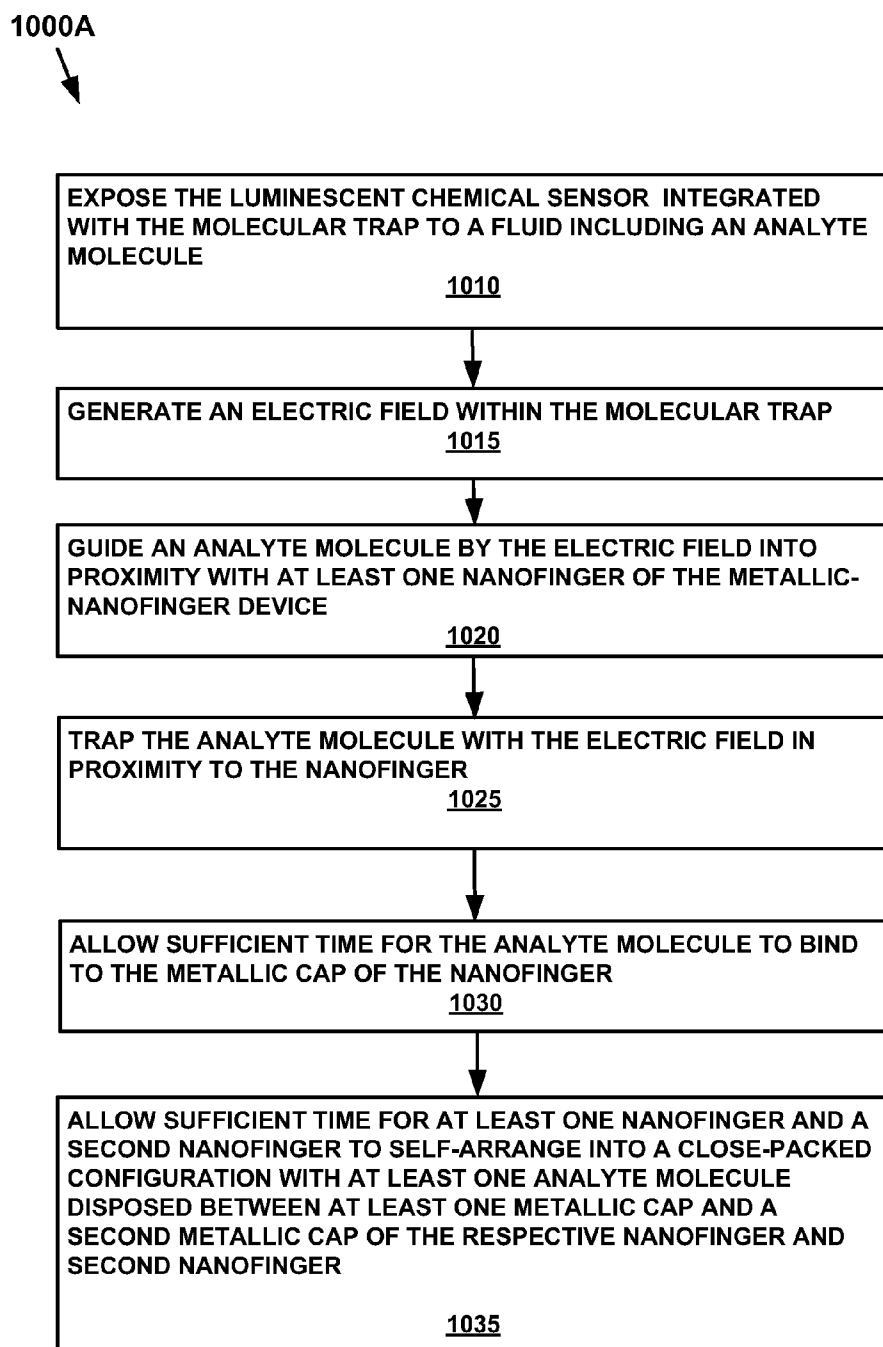 1000A
EXPOSE THE LUMINESCENT CHEMICAL SENSOR INTEGRATED
WITH THE MOLECULAR TRAP TO A FLUID INCLUDING AN ANALYTE
MOLECULE
1010
GENERATE AN ELECTRIC FIELD WITHIN THE MOLECULAR TRAP
1015
GUIDE AN ANALYTE MOLECULE BY THE ELECTRIC FIELD INTO
PROXIMITY WITH AT LEAST ONE NANOFINGER OF THE METALLIC-
NANOFINGER DEVICE
1020
TRAP THE ANALYTE MOLECULE WITH THE ELECTRIC FIELD IN
PROXIMITY TO THE NANOFINGER
1025
ALLOW SUFFICIENT TIME FOR THE ANALYTE MOLECULE TO BIND
TO THE METALLIC CAP OF THE NANOFINGER
1030
ALLOW SUFFICIENT TIME FOR AT LEAST ONE NANOFINGER AND A
SECOND NANOFINGER TO SELF-ARRANGE INTO A CLOSE-PACKED
CONFIGURATION WITH AT LEAST ONE ANALYTE MOLECULE
DISPOSED BETWEEN AT LEAST ONE METALLIC CAP AND A
SECOND METALLIC CAP OF THE RESPECTIVE NANOFINGER AND
SECOND NANOFINGER
1035